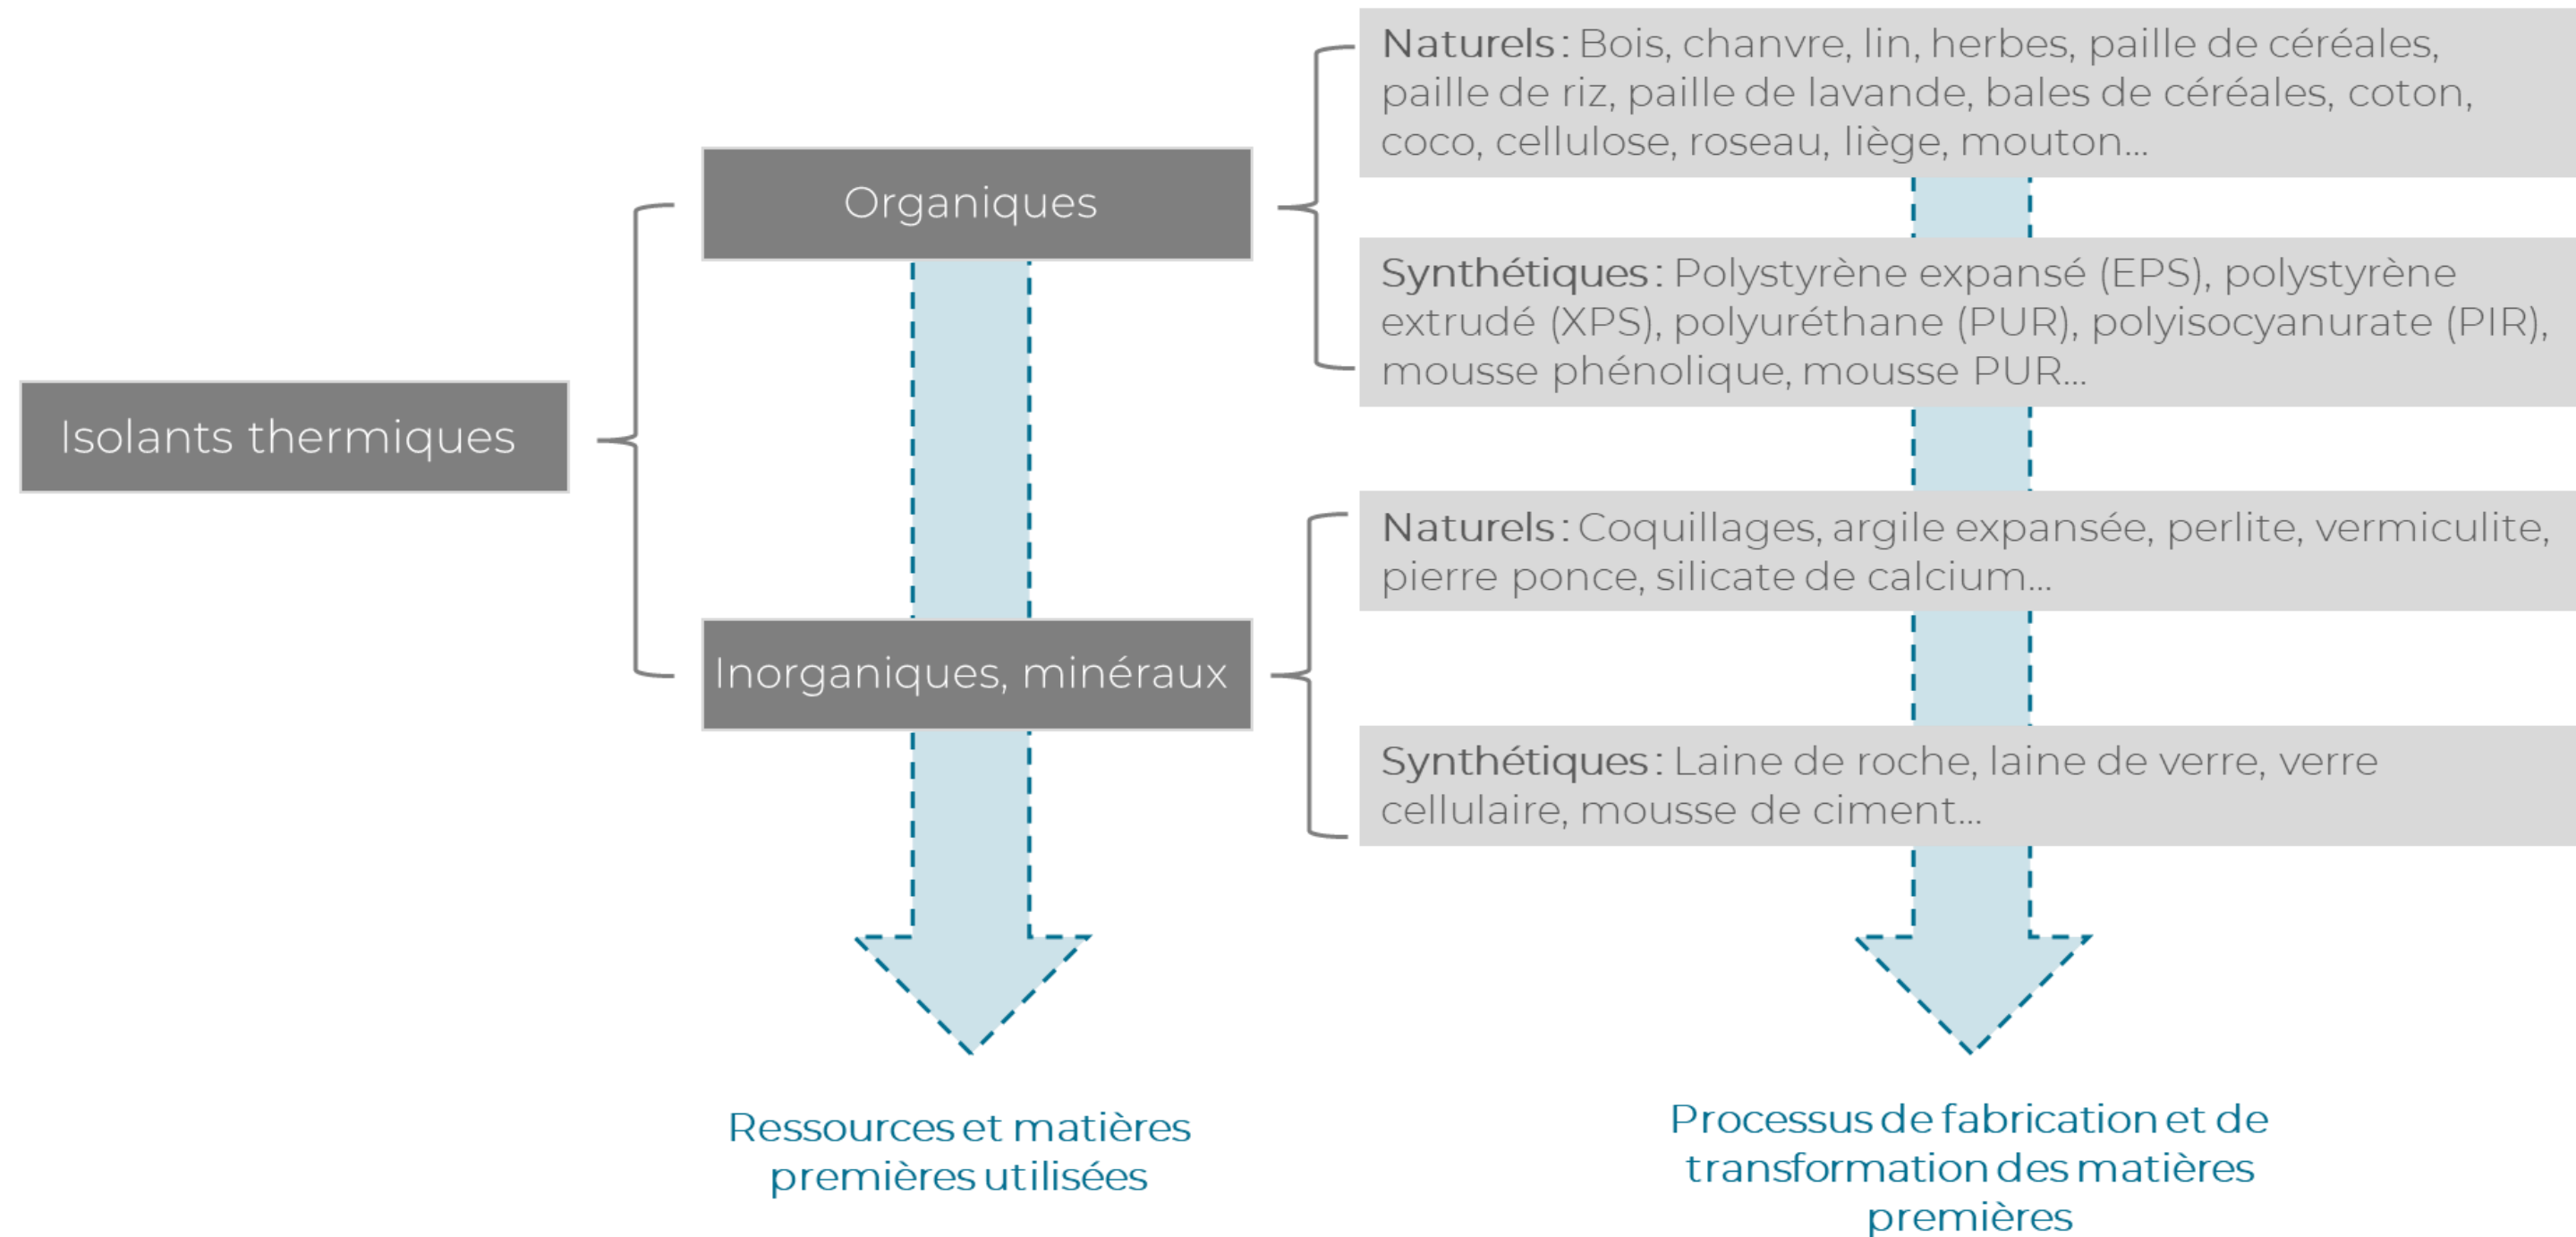 Isolants thermiques
Organiques
Naturels : Bois, chanvre, lin, herbes, paille de céréales,
paille de riz, paille de lavande, bales de céréales, coton,
coco, cellulose, roseau, liège, mouton...
Synthétiques : Polystyrène expansé (EPS), polystyrène
extrudé (XPS), polyuréthane (PUR), polyisocyanurate (PIR),
mousse phénolique, mousse PUR...
Inorganiques, minéraux
Naturels : Coquillages, argile expansée, perlite, vermiculite,
pierre ponce, silicate de calcium...
Synthétiques : Laine de roche, laine de verre, verre
cellulaire, mousse de ciment...
Ressources et matières
premières utilisées
Processus de fabrication et de
transformation des matières
premières